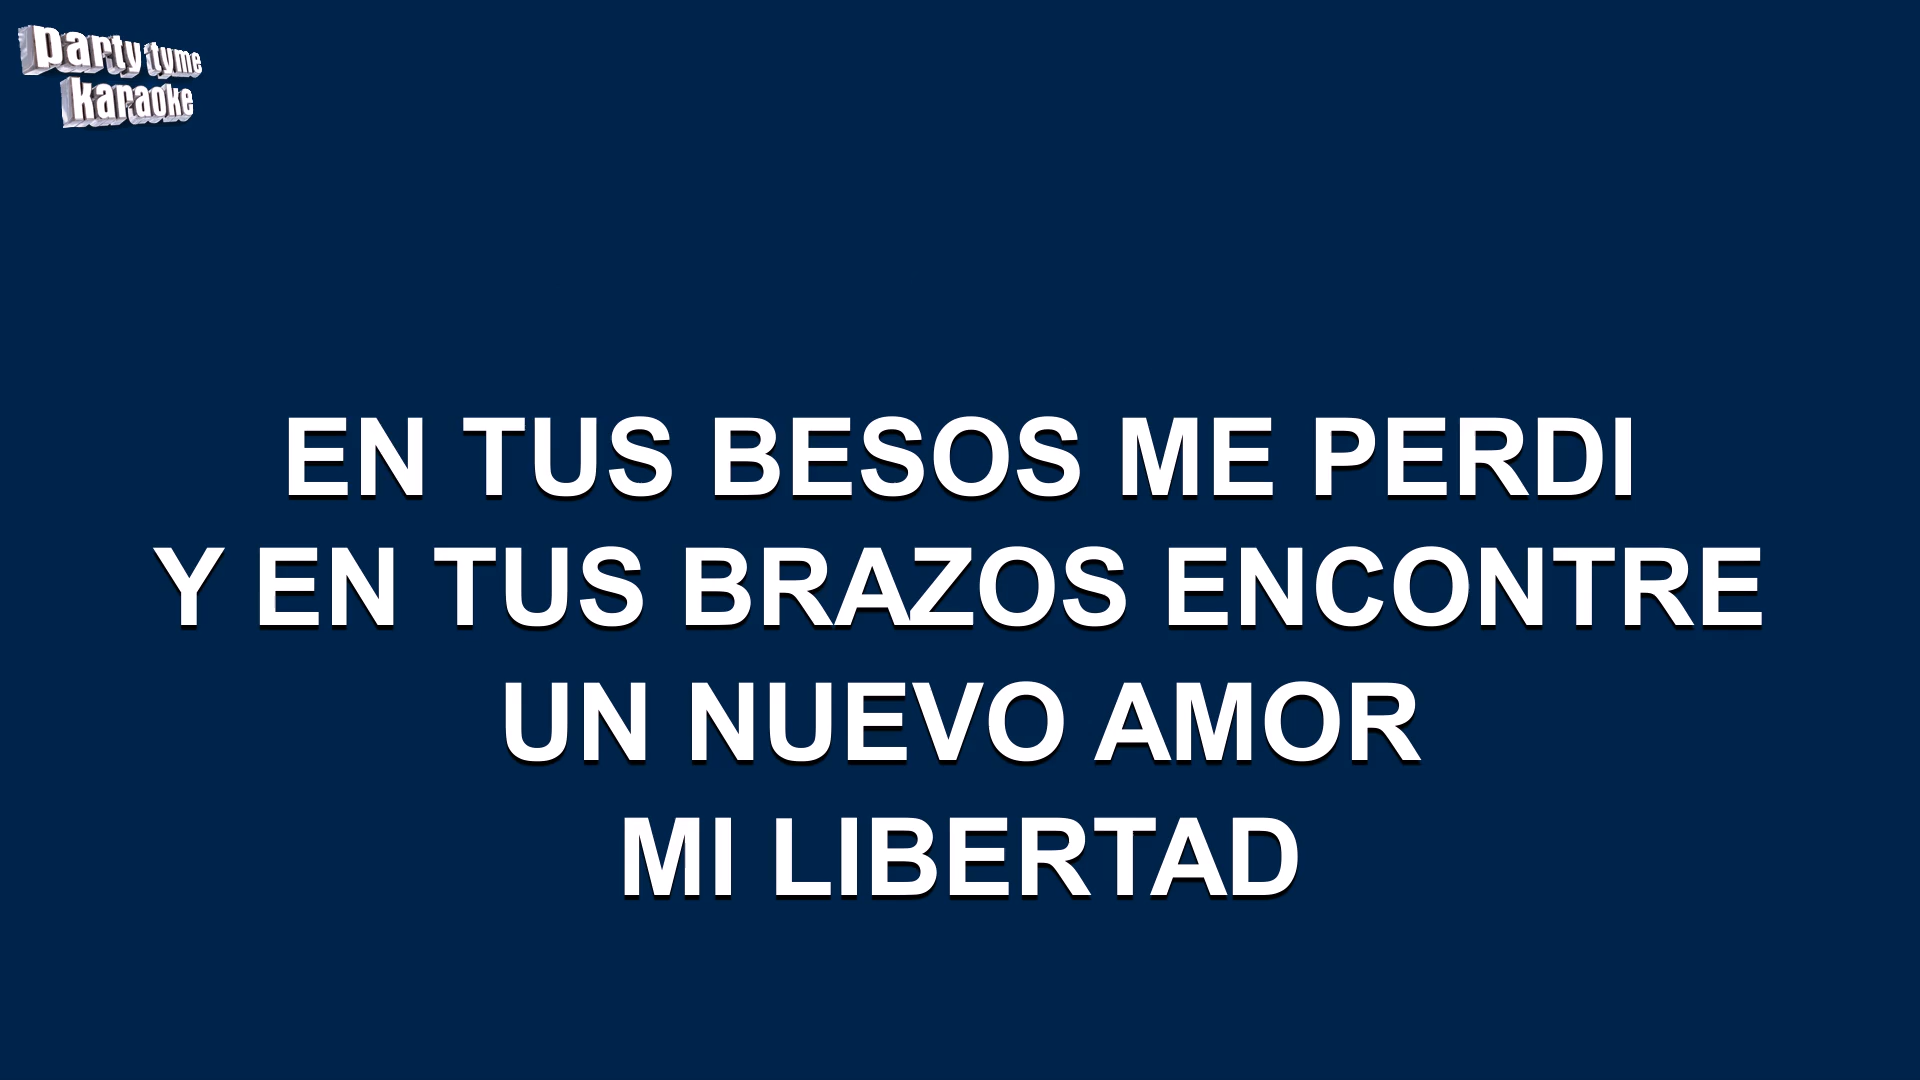 party tyme
karaoke
EN TUS BESOS ME PERDI
Y EN TUS BRAZOS ENCONTRE
UN NUEVO AMOR
MI LIBERTAD